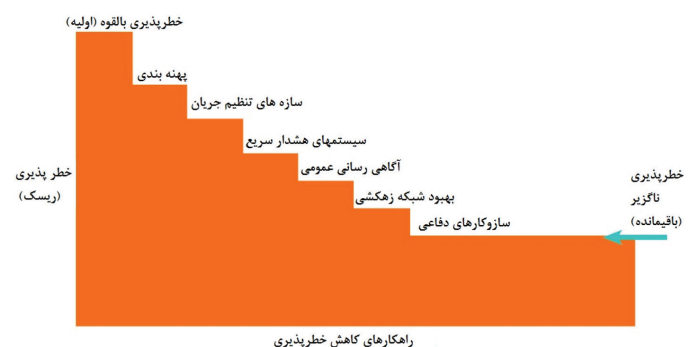 خطرپذیری بالقوه (اولیه)
پهنه بندی
سازه های تنظیم جریان
سیستمهای هشدار سریع
آگاهی رسانی عمومی
بهبود شبکه زهکشی
سازوکارهای دفاعی
خطر پذیری
(ریسک)
خطرپذیری
ناگزیر
(باقیمانده)
راهکارهای کاهش خطرپذیری